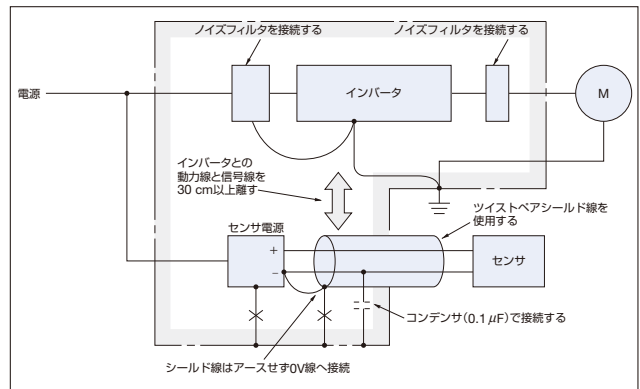 ノイズフィルタを接続する
ノイズフィルタを接続する
電源
インバータ
M
インバータとの
動力線と信号線を
30 cm以上離す
ツイストペアシールド線を
使用する
センサ電源
+
−
センサ
コンデンサ(0.1μF)で接続する
シールド線はアースせず0V線へ接続